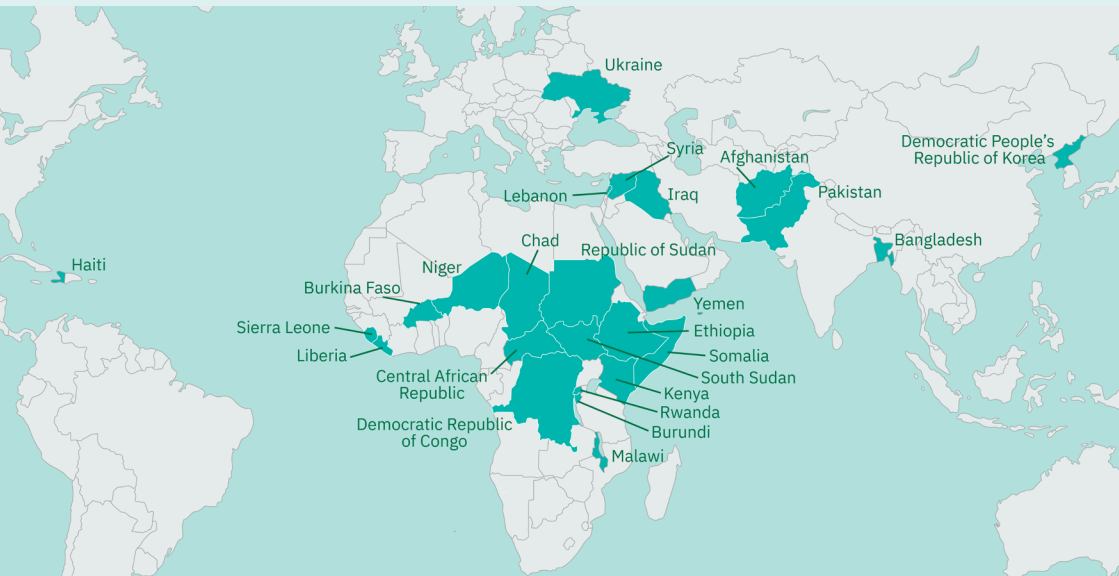 Ukraine
Democratic People’s
Republic of Korea
Syria
Afghanistan
Lebanon
Iraq
Pakistan
Bangladesh
Chad
Republic of Sudan
Haiti
Niger
Burkina Faso
Yemen
Sierra Leone
Ethiopia
Liberia
Somalia
Central African
Republic
South Sudan
Kenya
Rwanda
Democratic Republic
of Congo
Burundi
Malawi